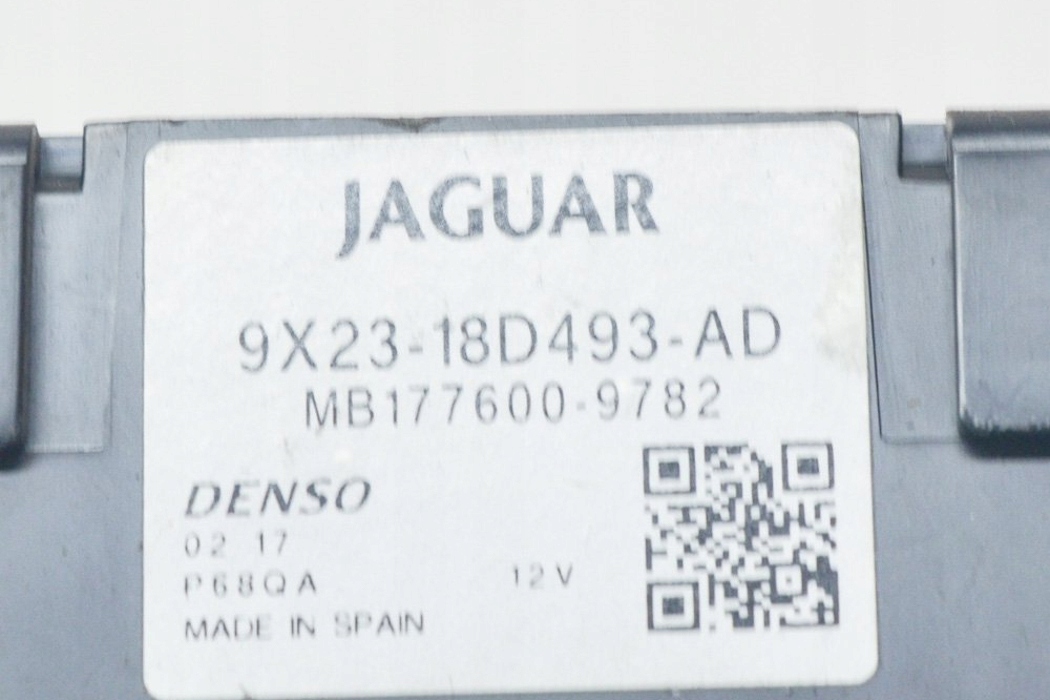 JAGUAR
9X23-18D493-AD
MB177600-9782
DENSO
02 17
P68QA
12V
MADE IN SPAIN